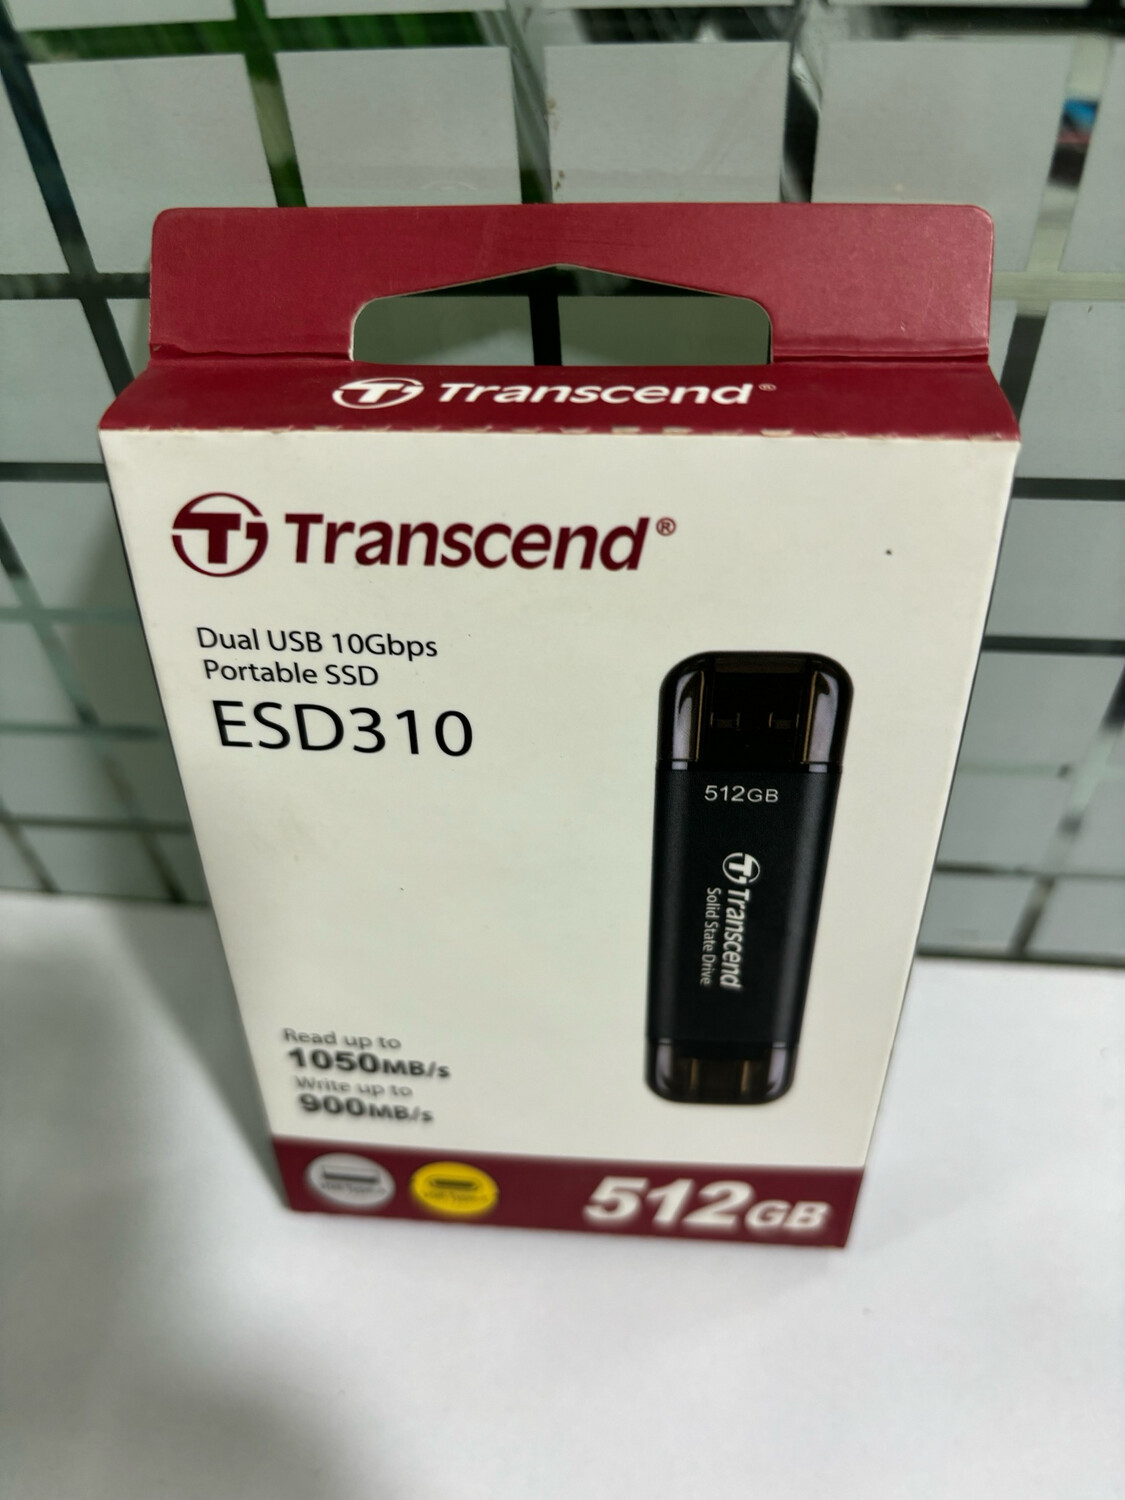 Transcend®
Transcend®
Dual USB 10Gbps
Portable SSD
ESD310
512GB
Transcend
Solid State Drive
Read up to
1050MB/s
Write up to
900MB/s
512GB